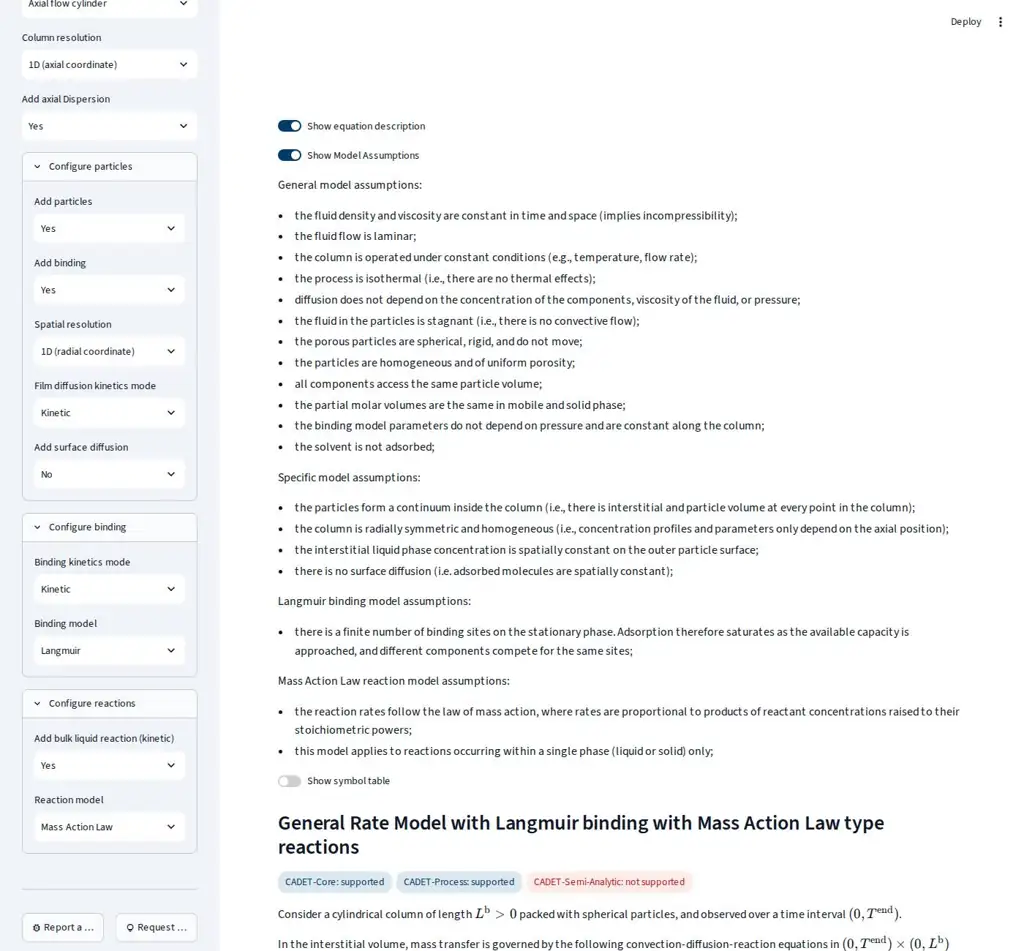 Axial flow cylinder
Column resolution
1D (axial coordinate)
Add axial Dispersion
Yes
Configure particles
Add particles
Yes
Add binding
Yes
Spatial resolution
1D (radial coordinate)
Film diffusion kinetics mode
Kinetic
Add surface diffusion
No
Configure binding
Binding kinetics mode
Kinetic
Binding model
Langmuir
Configure reactions
Add bulk liquid reaction (kinetic)
Yes
Reaction model
Mass Action Law
Report a ...
Request ...
Deploy
Show equation description
Show Model Assumptions
General model assumptions:
• the fluid density and viscosity are constant in time and space (implies incompressibility);
• the fluid flow is laminar;
• the column is operated under constant conditions (e.g., temperature, flow rate);
• the process is isothermal (i.e., there are no thermal effects);
• diffusion does not depend on the concentration of the components, viscosity of the fluid, or pressure;
• the fluid in the particles is stagnant (i.e., there is no convective flow);
• the porous particles are spherical, rigid, and do not move;
• the particles are homogeneous and of uniform porosity;
• all components access the same particle volume;
• the partial molar volumes are the same in mobile and solid phase;
• the binding model parameters do not depend on pressure and are constant along the column;
• the solvent is not adsorbed;
Specific model assumptions:
• the particles form a continuum inside the column (i.e., there is interstitial and particle volume at every point in the column);
• the column is radially symmetric and homogeneous (i.e., concentration profiles and parameters only depend on the axial position);
• the interstitial liquid phase concentration is spatially constant on the outer particle surface;
• there is no surface diffusion (i.e. adsorbed molecules are spatially constant);
Langmuir binding model assumptions:
• there is a finite number of binding sites on the stationary phase. Adsorption therefore saturates as the available capacity is
approached, and different components compete for the same sites;
Mass Action Law reaction model assumptions:
• the reaction rates follow the law of mass action, where rates are proportional to products of reactant concentrations raised to their
stoichiometric powers;
• this model applies to reactions occurring within a single phase (liquid or solid) only;
Show symbol table
General Rate Model with Langmuir binding with Mass Action Law type
reactions
CADET-Core: supported
CADET-Process: supported
CADET-Semi-Analytic: not supported
Consider a cylindrical column of length L^b > 0 packed with spherical particles, and observed over a time interval (0, T^end).
In the interstitial volume, mass transfer is governed by the following convection-diffusion-reaction equations in (0, T^end) × (0, L^b)